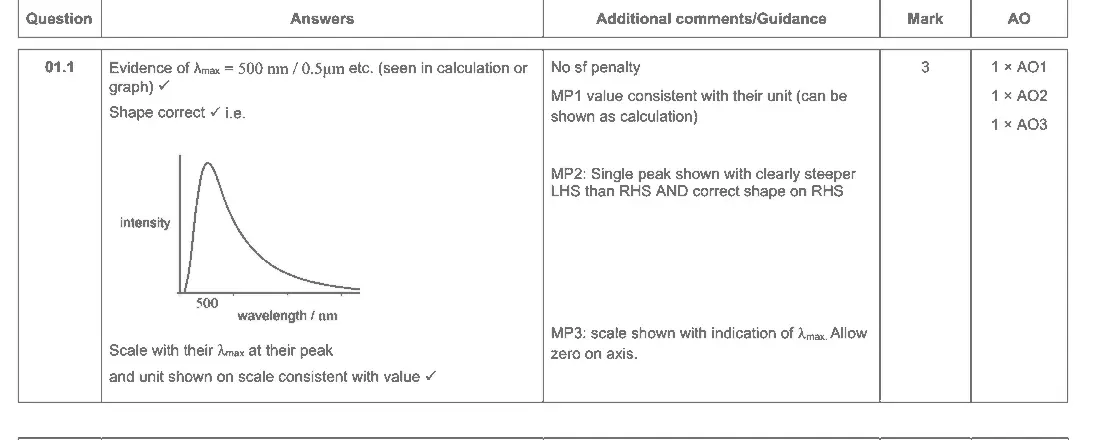 Question Answers Additional comments/Guidance Mark AO
01.1 Evidence of λmax = 500 nm / 0.5µm etc. (seen in calculation or graph) ✓
Shape correct ✓ i.e.
intensity
500
wavelength / nm
Scale with their λmax at their peak
and unit shown on scale consistent with value ✓
No sf penalty
MP1 value consistent with their unit (can be
shown as calculation)
MP2: Single peak shown with clearly steeper
LHS than RHS AND correct shape on RHS
MP3: scale shown with indication of λmax. Allow
zero on axis.
3
1 × AO1
1 × AO2
1 × AO3